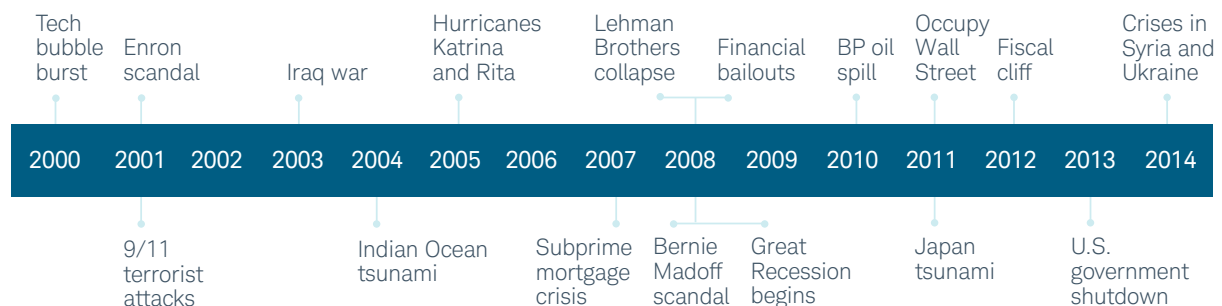 Tech
bubble
burst
Enron
scandal
Iraq war
Hurricanes
Katrina
and Rita
Lehman
Brothers
collapse
Financial
bailouts
BP oil
spill
Occupy
Wall
Street
Fiscal
cliff
Crises in
Syria and
Ukraine
2000 2001 2002 2003 2004 2005 2006 2007 2008 2009 2010 2011 2012 2013 2014
9/11
terrorist
attacks
Indian Ocean
tsunami
Subprime
mortgage
crisis
Bernie
Madoff
scandal
Great
Recession
begins
Japan
tsunami
U.S.
government
shutdown